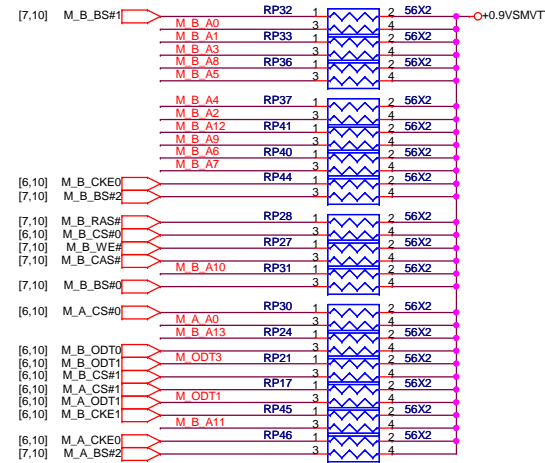 [7,10] M_B_BS#1 RP32 1 2 56X2 +0.9VSMVT
M_B_A0 3 4
M_B_A1 RP33 1 2 56X2
M_B_A3 3 4
M_B_A8 RP36 1 2 56X2
M_B_A5 3 4
M_B_A4 RP37 1 2 56X2
M_B_A2 3 4
M_B_A12 RP41 1 2 56X2
M_B_A9 3 4
M_B_A6 RP40 1 2 56X2
M_B_A7 3 4
[6,10] M_B_CKE0 RP44 1 2 56X2
[7,10] M_B_BS#2 3 4
[7,10] M_B_RAS# RP28 1 2 56X2
[6,10] M_B_CS#0 3 4
[7,10] M_B_WE# RP27 1 2 56X2
[7,10] M_B_CAS# 3 4
M_B_A10 RP31 1 2 56X2
[7,10] M_B_BS#0 3 4
[6,10] M_A_CS#0 RP30 1 2 56X2
M_A_A0 3 4
M_B_A13 RP24 1 2 56X2
[6,10] M_B_ODT0 3 4
[6,10] M_B_ODT1 M_ODT3 RP21 1 2 56X2
[6,10] M_B_CS#1 3 4
[6,10] M_A_CS#1 RP17 1 2 56X2
[6,10] M_A_ODT1 M_ODT1 3 4
[6,10] M_B_CKE1 RP45 1 2 56X2
M_B_A11 3 4
[6,10] M_A_CKE0 RP46 1 2 56X2
[7,10] M_A_BS#2 3 4